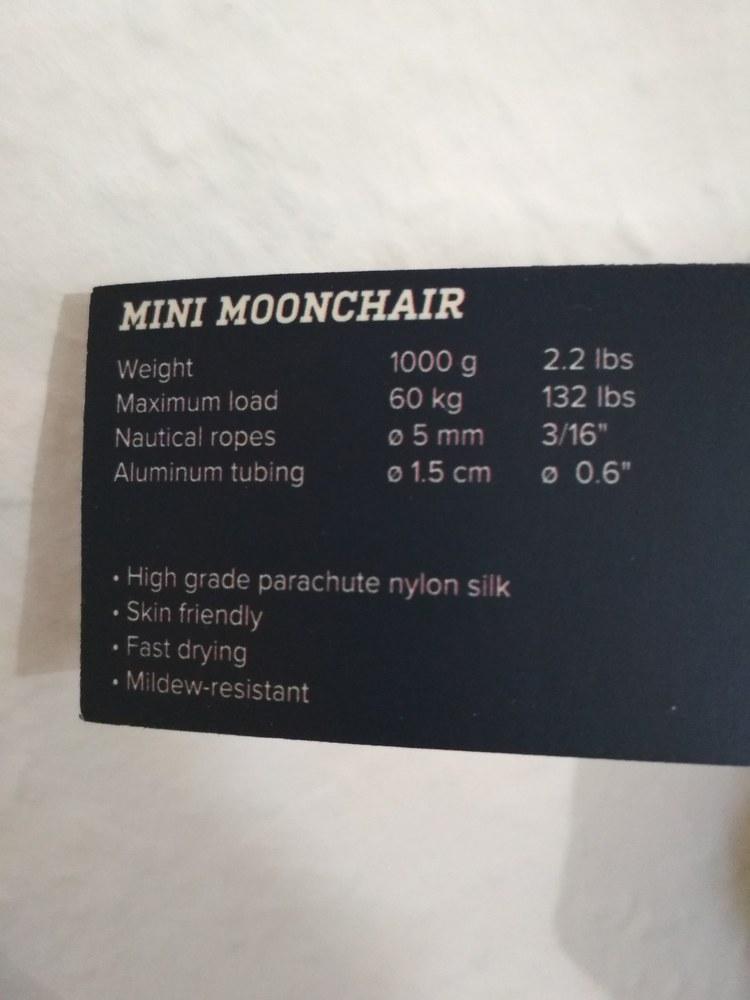 MINI MOONCHAIR
Weight 1000 g 2.2 lbs
Maximum load 60 kg 132 lbs
Nautical ropes ø 5 mm 3/16"
Aluminum tubing ø 1.5 cm ø 0.6"
• High grade parachute nylon silk
• Skin friendly
• Fast drying
• Mildew-resistant